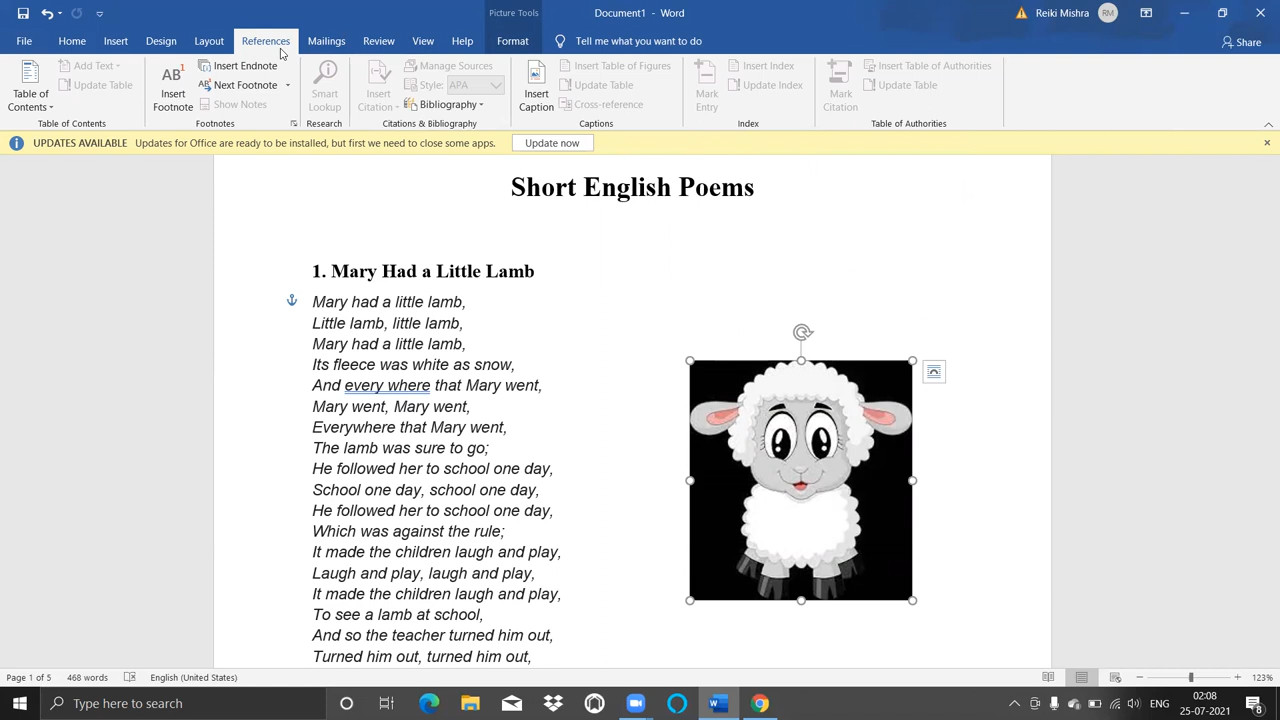 Picture Tools
Document1 - Word
Reiki Mishra
RM
File
Home
Insert
Design
Layout
References
Mailings
Review
View
Help
Format
Tell me what you want to do
Share
Table of
Contents
Add Text
Update Table
Table of Contents
AB1
Insert
Footnote
Insert Endnote
Next Footnote
Show Notes
Footnotes
Smart
Lookup
Research
Insert
Citation
Manage Sources
Style: APA
Bibliography
Citations & Bibliography
Insert
Caption
Insert Table of Figures
Update Table
Cross-reference
Captions
Mark
Entry
Insert Index
Update Index
Index
Mark
Citation
Insert Table of Authorities
Update Table
Table of Authorities
UPDATES AVAILABLE Updates for Office are ready to be installed, but first we need to close some apps. Update now
Short English Poems
1. Mary Had a Little Lamb
Mary had a little lamb,
Little lamb, little lamb,
Mary had a little lamb,
Its fleece was white as snow,
And every where that Mary went,
Mary went, Mary went,
Everywhere that Mary went,
The lamb was sure to go;
He followed her to school one day,
School one day, school one day,
He followed her to school one day,
Which was against the rule;
It made the children laugh and play,
Laugh and play, laugh and play,
It made the children laugh and play,
To see a lamb at school,
And so the teacher turned him out,
Turned him out, turned him out,
Page 1 of 5
468 words
English (United States)
123%
Type here to search
ENG
02:08
25-07-2021
8